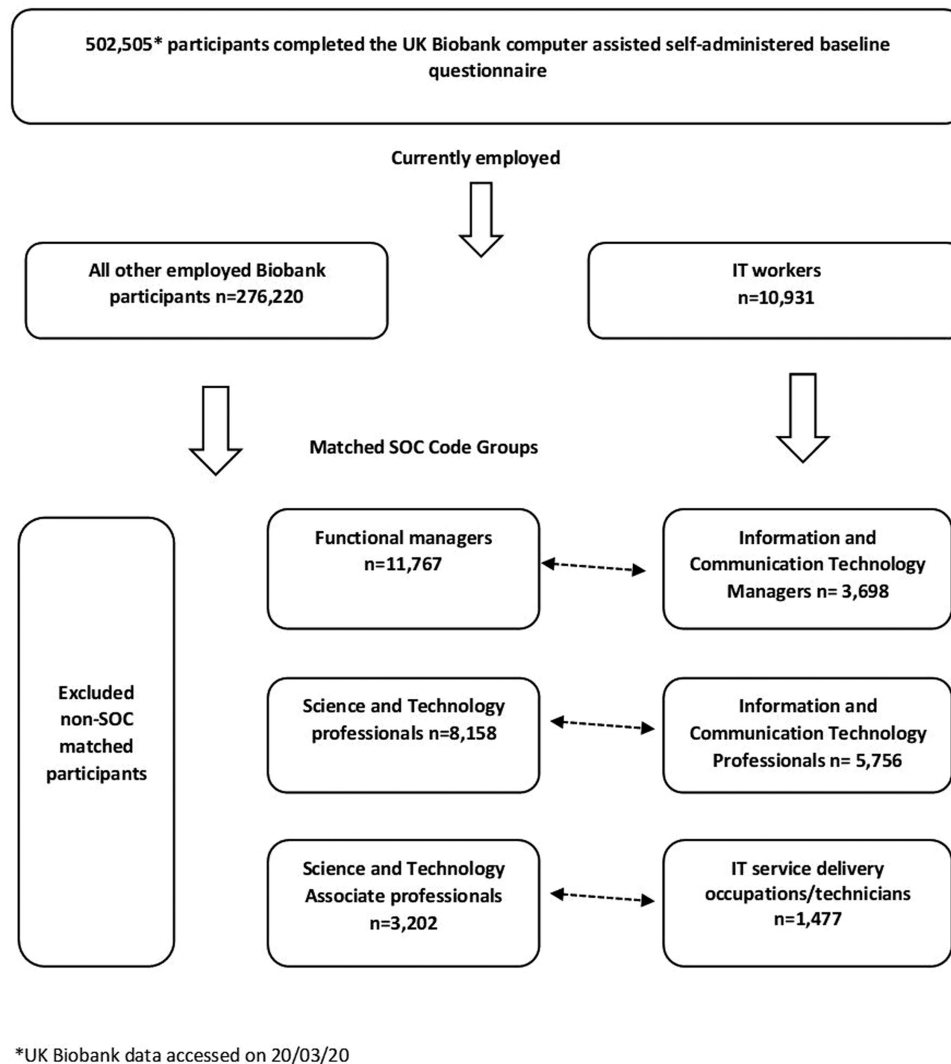 502,505* participants completed the UK Biobank computer assisted self-administered baseline
questionnaire
Currently employed
All other employed Biobank
participants n=276,220
IT workers
n=10,931
Matched SOC Code Groups
Functional managers
n=11,767
Information and
Communication Technology
Managers n= 3,698
Excluded
non-SOC
matched
participants
Science and Technology
professionals n=8,158
Information and
Communication Technology
Professionals n= 5,756
Science and Technology
Associate professionals
n=3,202
IT service delivery
occupations/technicians
n=1,477
*UK Biobank data accessed on 20/03/20